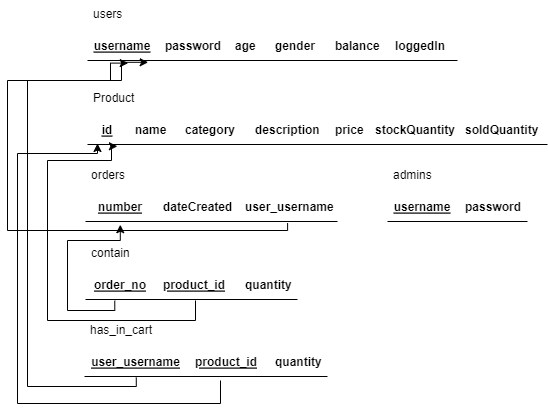 users
username password age gender balance loggedIn
Product
id name category description price stockQuantity soldQuantity
orders
number dateCreated user_username
admins
username password
contain
order_no product_id quantity
has_in_cart
user_username product_id quantity